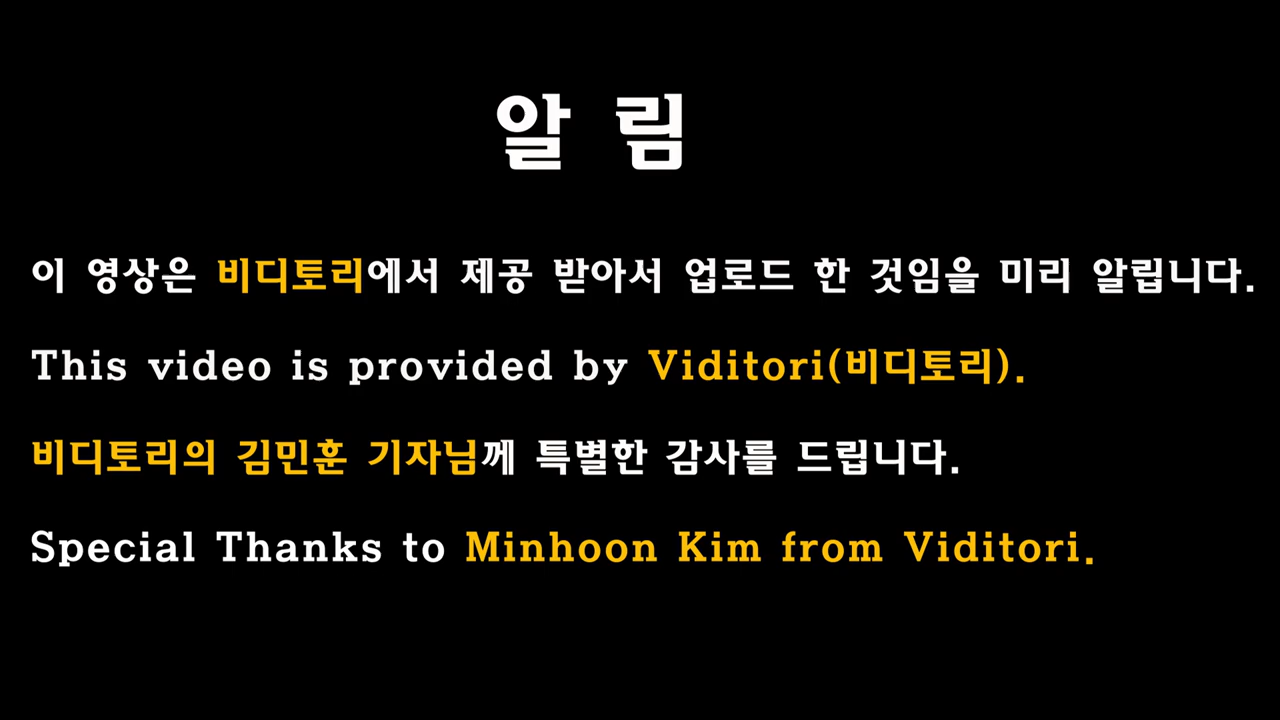 알 림
이 영상은 비디토리에서 제공 받아서 업로드 한 것임을 미리 알립니다.
This video is provided by Viditori(비디토리).
비디토리의 김민훈 기자님께 특별한 감사를 드립니다.
Special Thanks to Minhoon Kim from Viditori.